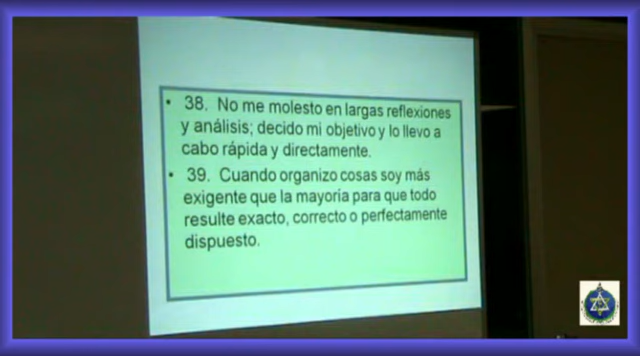 • 38. No me molesto en largas reflexiones
y análisis; decido mi objetivo y lo llevo a
cabo rápida y directamente.
• 39. Cuando organizo cosas soy más
exigente que la mayoría para que todo
resulte exacto, correcto o perfectamente
dispuesto.